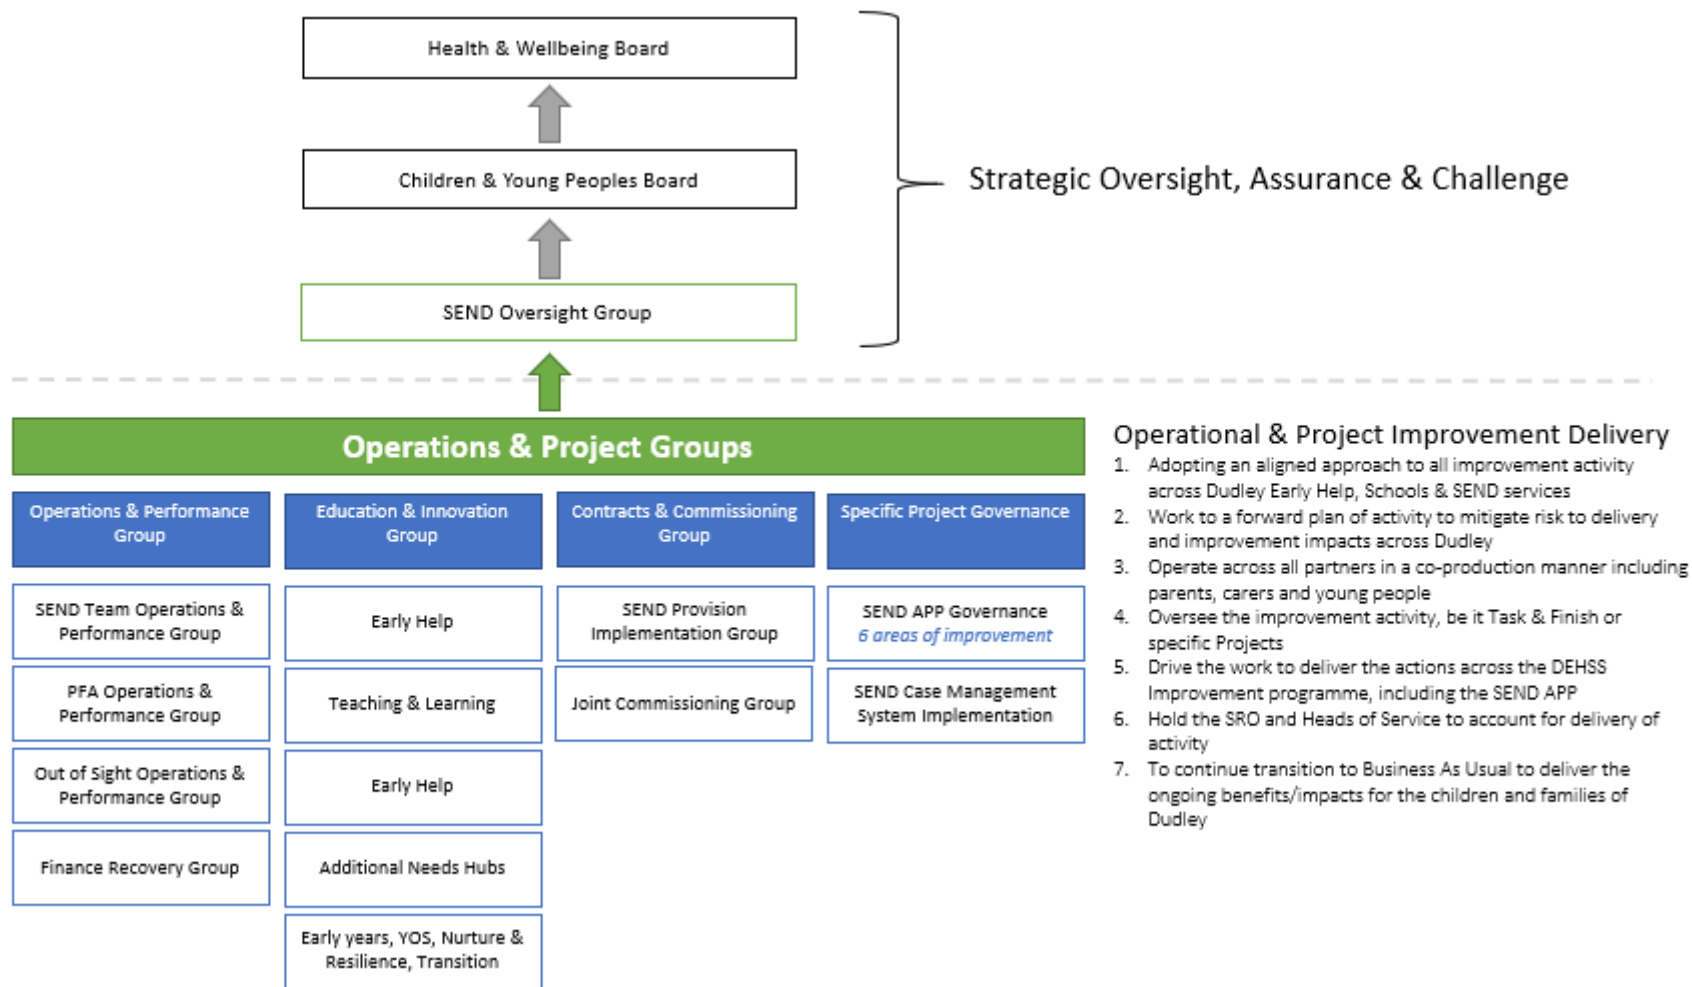 Health & Wellbeing Board
Children & Young Peoples Board
SEND Oversight Group
Strategic Oversight, Assurance & Challenge
Operations & Project Groups
Operations & Performance
Group
SEND Team Operations &
Performance Group
PFA Operations &
Performance Group
Out of Sight Operations &
Performance Group
Finance Recovery Group
Education & Innovation
Group
Early Help
Teaching & Learning
Early Help
Additional Needs Hubs
Early years, YOS, Nurture &
Resilience, Transition
Contracts & Commissioning
Group
SEND Provision
Implementation Group
Joint Commissioning Group
Specific Project Governance
SEND APP Governance
6 areas of improvement
SEND Case Management
System Implementation
Operational & Project Improvement Delivery
1. Adopting an aligned approach to all improvement activity
across Dudley Early Help, Schools & SEND services
2. Work to a forward plan of activity to mitigate risk to delivery
and improvement impacts across Dudley
3. Operate across all partners in a co-production manner including
parents, carers and young people
4. Oversee the improvement activity, be it Task & Finish or
specific Projects
5. Drive the work to deliver the actions across the DEHSS
Improvement programme, including the SEND APP
6. Hold the SRO and Heads of Service to account for delivery of
activity
7. To continue transition to Business As Usual to deliver the
ongoing benefits/impacts for the children and families of
Dudley